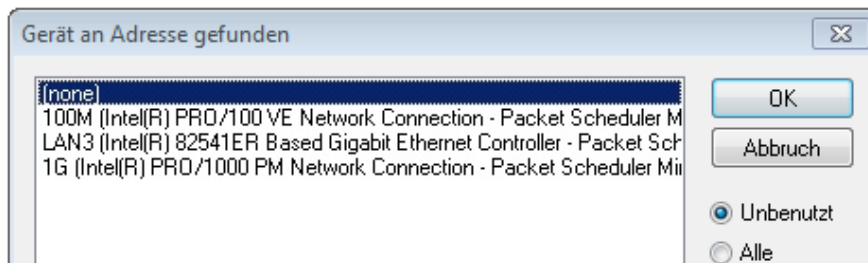 Gerät an Adresse gefunden
(none)
100M (Intel(R) PRO/100 VE Network Connection - Packet Scheduler M
LAN3 (Intel(R) 82541ER Based Gigabit Ethernet Controller - Packet Sch
1G (Intel(R) PRO/1000 PM Network Connection - Packet Scheduler Mi
OK
Abbruch
Unbenutzt
Alle